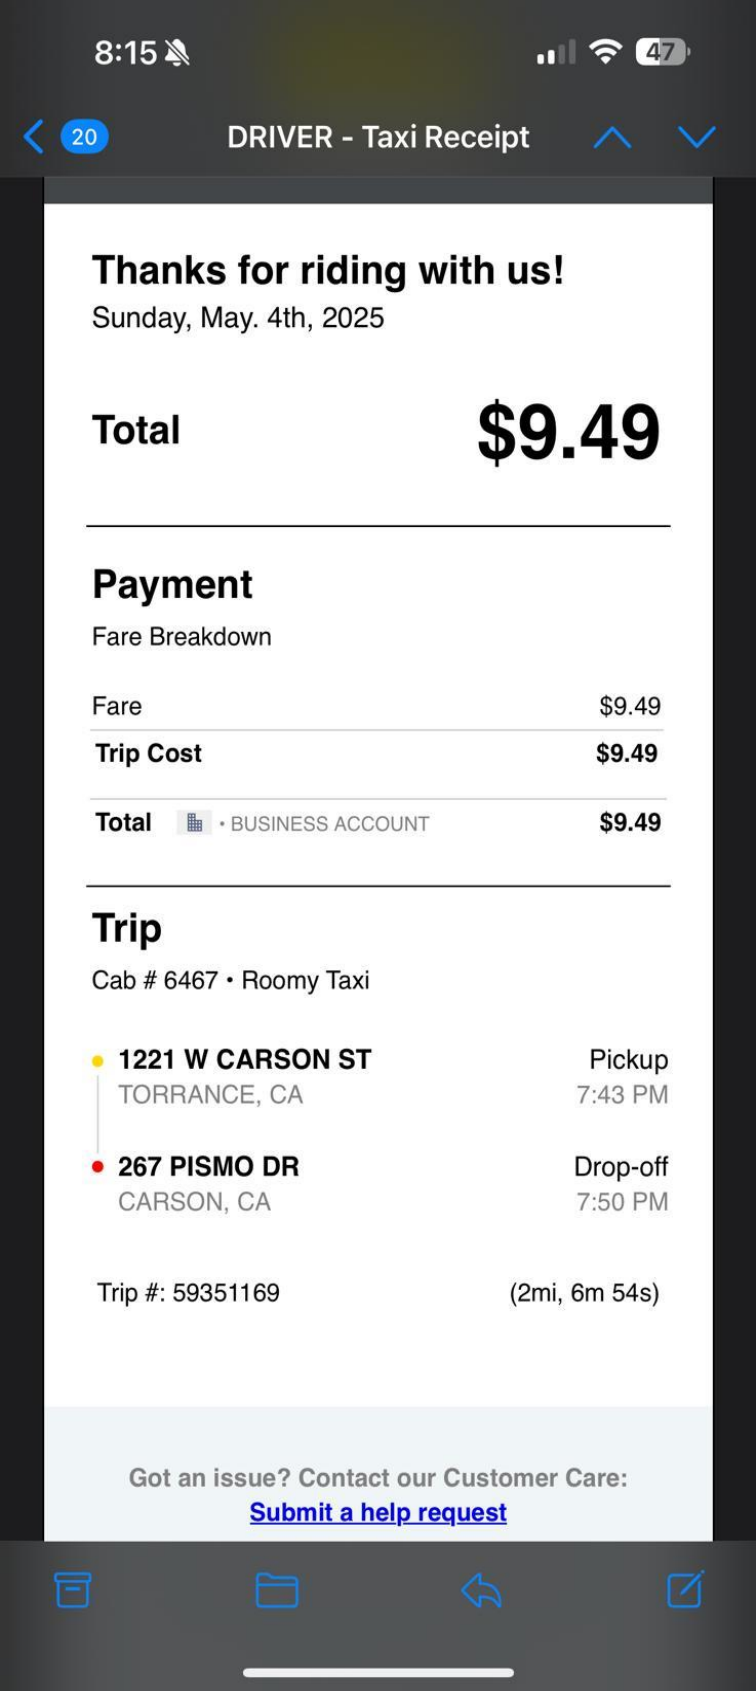 8:15
47
20
DRIVER - Taxi Receipt
Thanks for riding with us!
Sunday, May. 4th, 2025
Total $9.49
Payment
Fare Breakdown
Fare $9.49
Trip Cost $9.49
Total • BUSINESS ACCOUNT $9.49
Trip
Cab # 6467 • Roomy Taxi
1221 W CARSON ST Pickup
TORRANCE, CA 7:43 PM
267 PISMO DR Drop-off
CARSON, CA 7:50 PM
Trip #: 59351169 (2mi, 6m 54s)
Got an issue? Contact our Customer Care:
Submit a help request